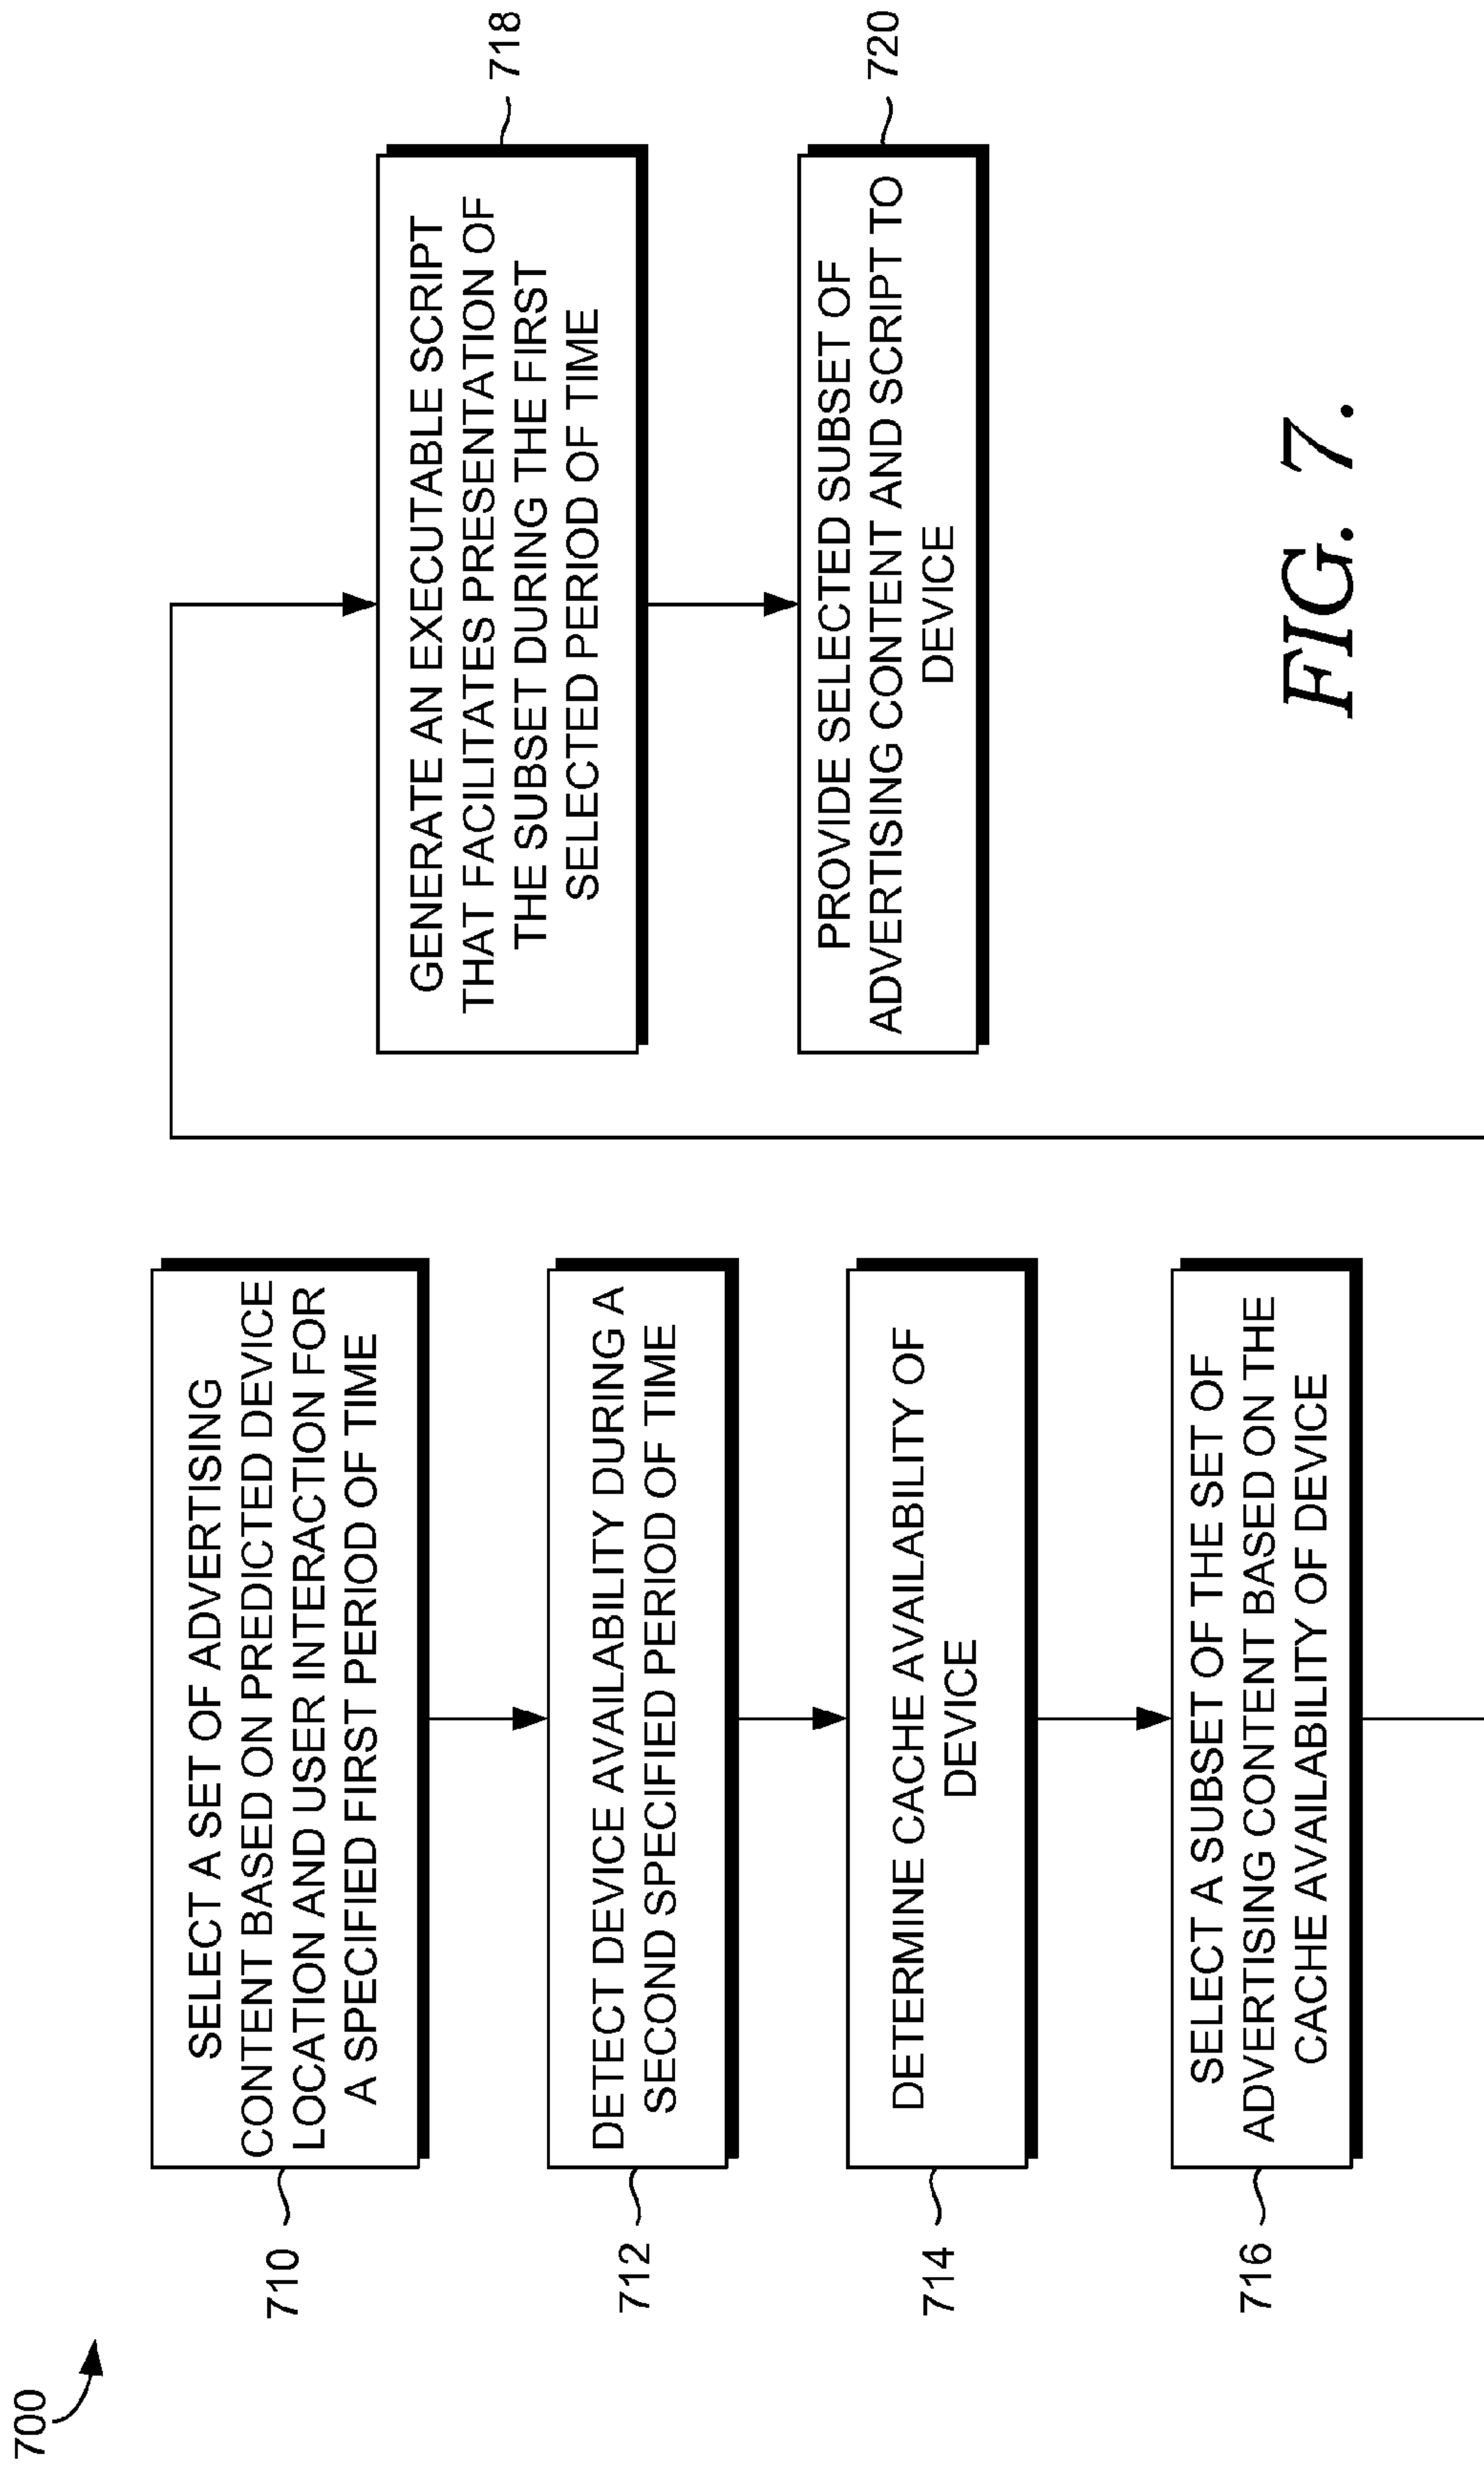 700
710
SELECT A SET OF ADVERTISING
CONTENT BASED ON PREDICTED DEVICE
LOCATION AND USER INTERACTION FOR
A SPECIFIED FIRST PERIOD OF TIME
712
DETECT DEVICE AVAILABILITY DURING A
SECOND SPECIFIED PERIOD OF TIME
714
DETERMINE CACHE AVAILABILITY OF
DEVICE
716
SELECT A SUBSET OF THE SET OF
ADVERTISING CONTENT BASED ON THE
CACHE AVAILABILITY OF DEVICE
GENERATE AN EXECUTABLE SCRIPT
THAT FACILITATES PRESENTATION OF
THE SUBSET DURING THE FIRST
SELECTED PERIOD OF TIME
718
PROVIDE SELECTED SUBSET OF
ADVERTISING CONTENT AND SCRIPT TO
DEVICE
720
FIG. 7.